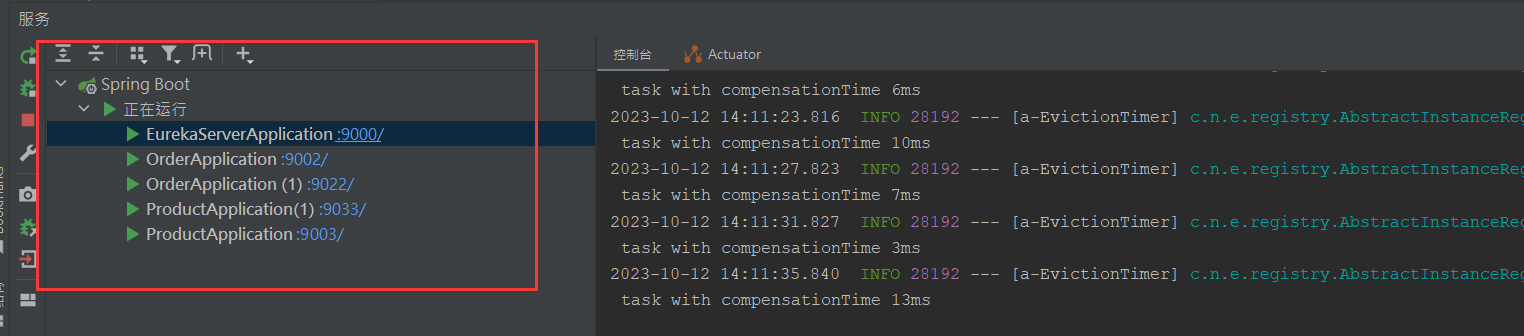 服务
Spring Boot
正在运行
EurekaServerApplication :9000/
OrderApplication :9002/
OrderApplication (1) :9022/
ProductApplication(1) :9033/
ProductApplication :9003/
控制台 Actuator
task with compensationTime 6ms
2023-10-12 14:11:23.816 INFO 28192 --- [a-EvictionTimer] c.n.e.registry.AbstractInstanceReg
task with compensationTime 10ms
2023-10-12 14:11:27.823 INFO 28192 --- [a-EvictionTimer] c.n.e.registry.AbstractInstanceReg
task with compensationTime 7ms
2023-10-12 14:11:31.827 INFO 28192 --- [a-EvictionTimer] c.n.e.registry.AbstractInstanceReg
task with compensationTime 3ms
2023-10-12 14:11:35.840 INFO 28192 --- [a-EvictionTimer] c.n.e.registry.AbstractInstanceReg
task with compensationTime 13ms